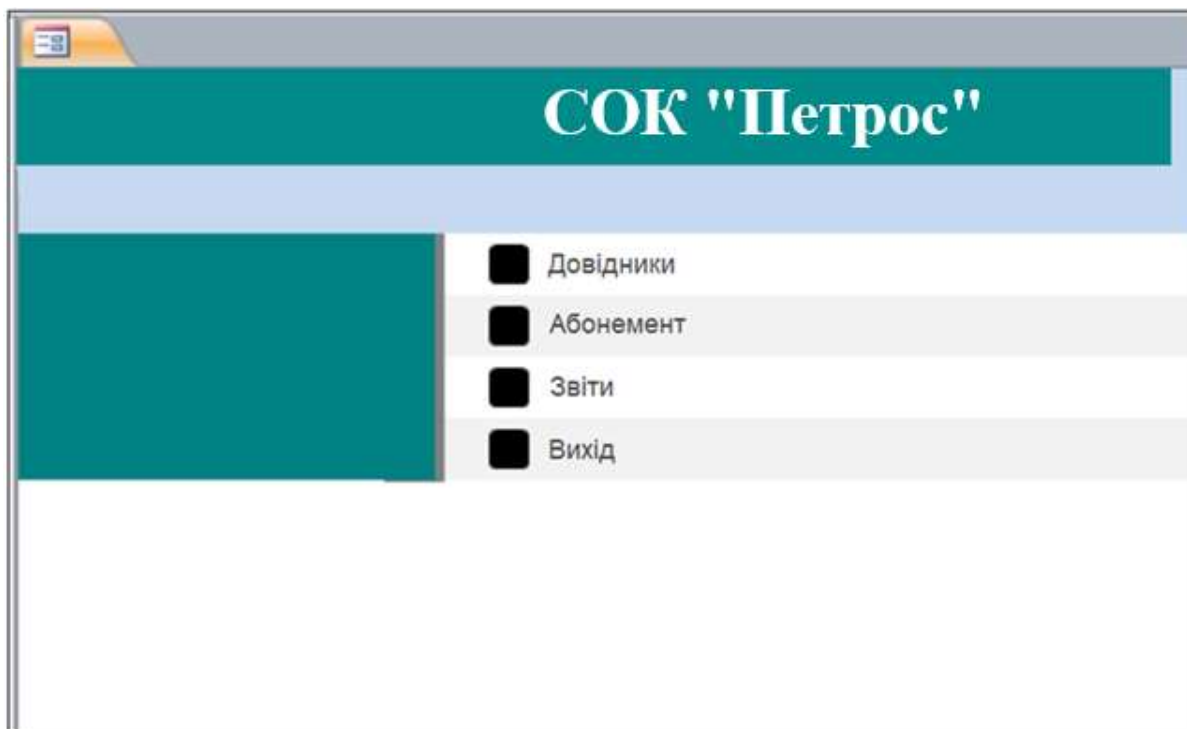 СОК "Петрос"
Довідники
Абонемент
Звіти
Вихід